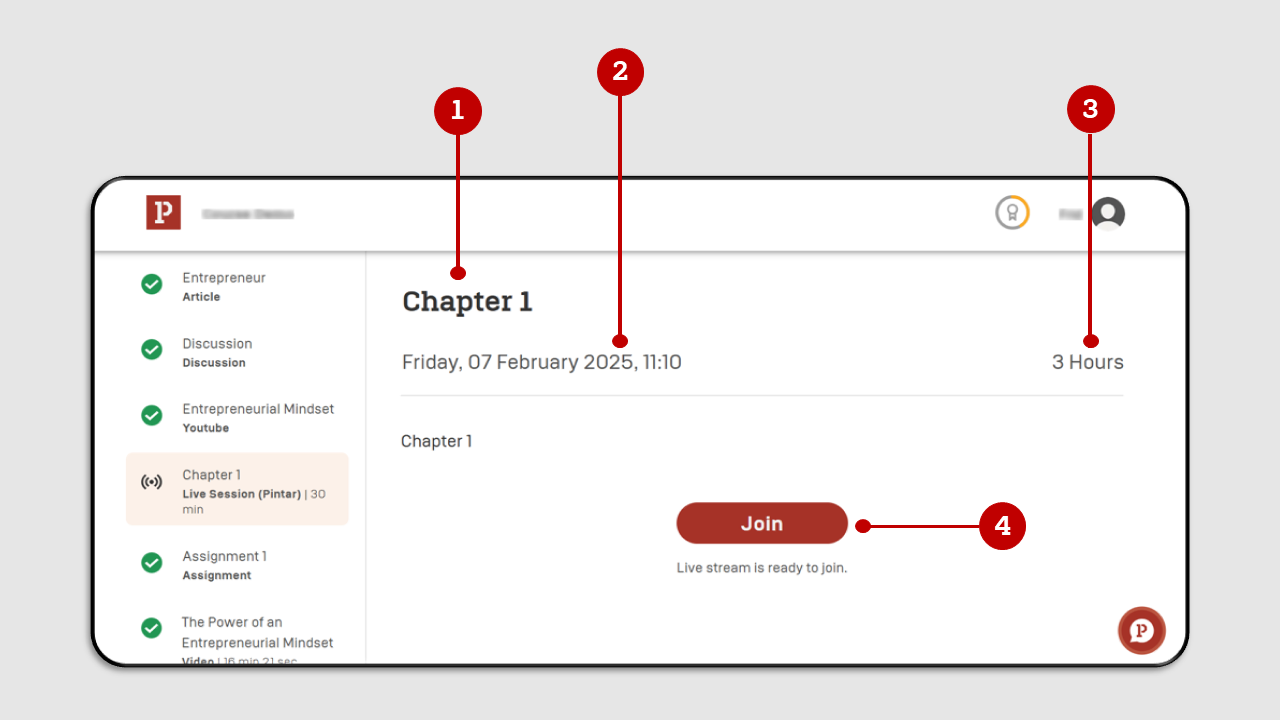 2
1
3
P
Entrepreneur
Article
Discussion
Discussion
Entrepreneurial Mindset
Youtube
Chapter 1
Live Session (Pintar) | 30
min
Assignment 1
Assignment
The Power of an
Entrepreneurial Mindset
Video | 16 min 21 sec
Chapter 1
Friday, 07 February 2025, 11:10
3 Hours
Chapter 1
Join
4
Live stream is ready to join.
P